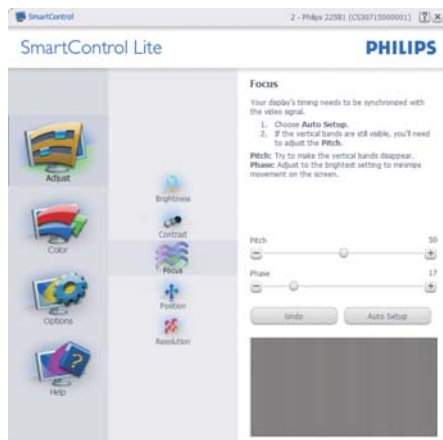 SmartControl
2 - Philips 225B1 (CS30715000001)
SmartControl Lite
PHILIPS
Adjust
Color
Options
Help
Brightness
Contrast
Focus
Position
Resolution
Focus
Your display's timing needs to be synchronized with
the video signal.
1. Choose Auto Setup.
2. If the vertical bands are still visible, you'll need
to adjust the Pitch.
Pitch: Try to make the vertical bands disappear.
Phase: Adjust to the brightest setting to minimize
movement on the screen.
Pitch 50
Phase 17
Undo Auto Setup